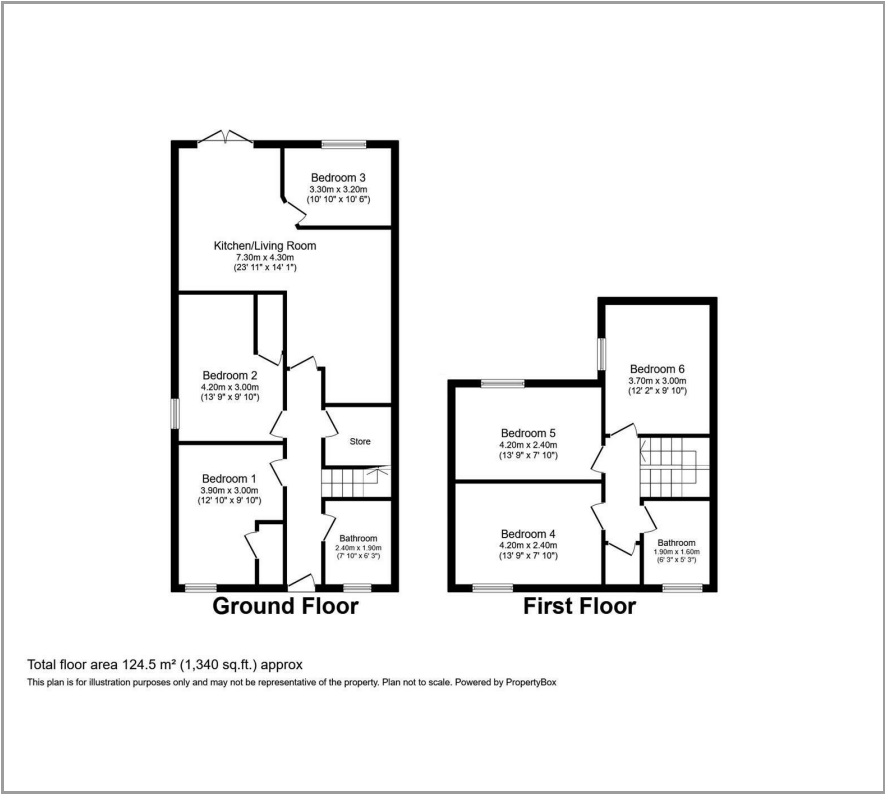 Bedroom 3
3.30m x 3.20m
(10' 10" x 10' 6")
Kitchen/Living Room
7.30m x 4.30m
(23' 11" x 14' 1")
Bedroom 2
4.20m x 3.00m
(13' 9" x 9' 10")
Store
Bedroom 1
3.90m x 3.00m
(12' 10" x 9' 10")
Bathroom
2.40m x 1.90m
(7' 10" x 6' 3")
Ground Floor
Bedroom 6
3.70m x 3.00m
(12' 2" x 9' 10")
Bedroom 5
4.20m x 2.40m
(13' 9" x 7' 10")
Bedroom 4
4.20m x 2.40m
(13' 9" x 7' 10")
Bathroom
1.90m x 1.60m
(6' 3" x 5' 3")
First Floor
Total floor area 124.5 m² (1,340 sq.ft.) approx
This plan is for illustration purposes only and may not be representative of the property. Plan not to scale. Powered by PropertyBox